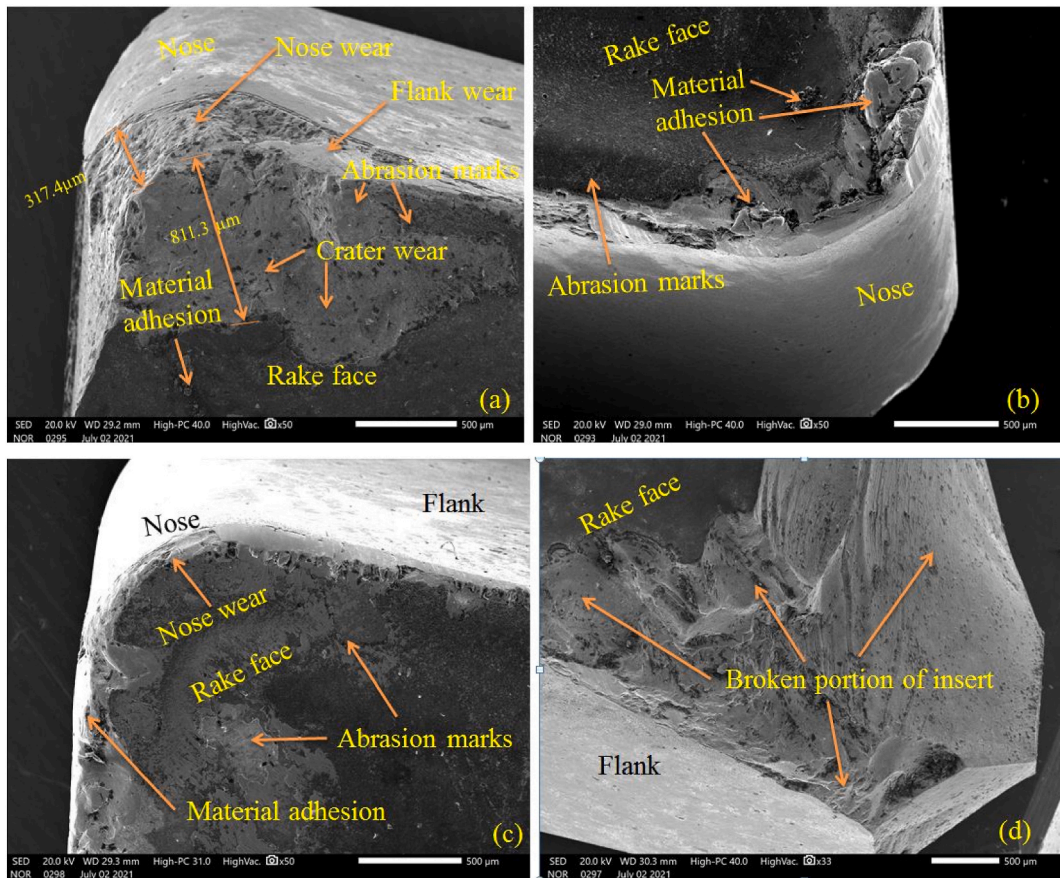 Nose
Nose wear
Flank wear
Abrasion marks
317.4μm
811.3 μm
Crater wear
Material
adhesion
Rake face
(a)
SED 20.0 kV WD 29.2 mm High-PC 40.0 HighVac. x50 500 μm
NOR 0295 July 02 2021
Rake face
Material
adhesion
Abrasion marks
Nose
(b)
SED 20.0 kV WD 29.0 mm High-PC 40.0 HighVac. x50 500 μm
NOR 0293 July 02 2021
Flank
Nose
Nose wear
Rake face
Abrasion marks
Material adhesion
(c)
SED 20.0 kV WD 29.3 mm High-PC 31.0 HighVac. x50 500 μm
NOR 0298 July 02 2021
Rake face
Broken portion of insert
Flank
(d)
SED 20.0 kV WD 30.3 mm High-PC 40.0 HighVac. x33 500 μm
NOR 0297 July 02 2021